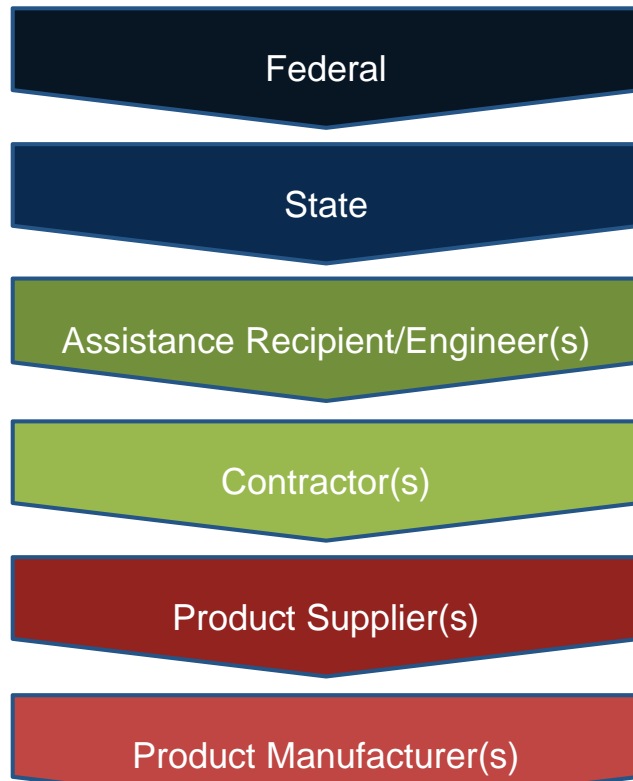 Federal
State
Assistance Recipient/Engineer(s)
Contractor(s)
Product Supplier(s)
Product Manufacturer(s)